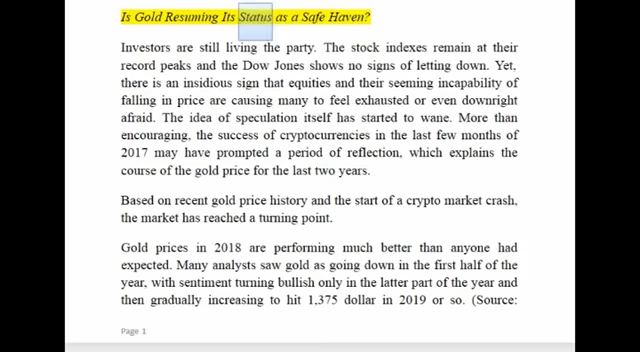 Is Gold Resuming Its Status as a Safe Haven?
Investors are still living the party. The stock indexes remain at their
record peaks and the Dow Jones shows no signs of letting down. Yet,
there is an insidious sign that equities and their seeming incapability of
falling in price are causing many to feel exhausted or even downright
afraid. The idea of speculation itself has started to wane. More than
encouraging, the success of cryptocurrencies in the last few months of
2017 may have prompted a period of reflection, which explains the
course of the gold price for the last two years.
Based on recent gold price history and the start of a crypto market crash,
the market has reached a turning point.
Gold prices in 2018 are performing much better than anyone had
expected. Many analysts saw gold as going down in the first half of the
year, with sentiment turning bullish only in the latter part of the year and
then gradually increasing to hit 1,375 dollar in 2019 or so. (Source:
Page 1